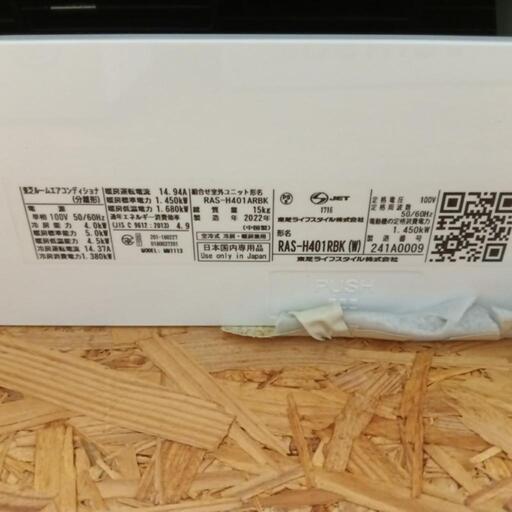 東芝ルームエアコンディショナ
(分離形)
電源
単相 100V 50/60Hz
冷房能力 4.0kW
暖房標準能力 5.0kW
暖房低温能力 4.5kW
冷房運転電流 14.37A
冷房消費電力 1.380kW
暖房運転電流 14.94A
暖房標準電力 1.450kW
暖房低温電力 1.680kW
通年エネルギー消費効率
(JIS C 9612:2013) 4.9
組合せ室外ユニット形名
RAS-H401ARBK
総質量 15kg
製造年 2022年
(中国製)
空冷式 冷房・暖房兼用
日本国内専用品
Use only in Japan
JET
東芝ライフスタイル株式会社
形名
RAS-H401RBK (W)
東芝ライフスタイル株式会社
定格電圧 100V
定格周波数
50/60Hz
電動機の定格消費電力
1.450kW
241A0009
PUSH